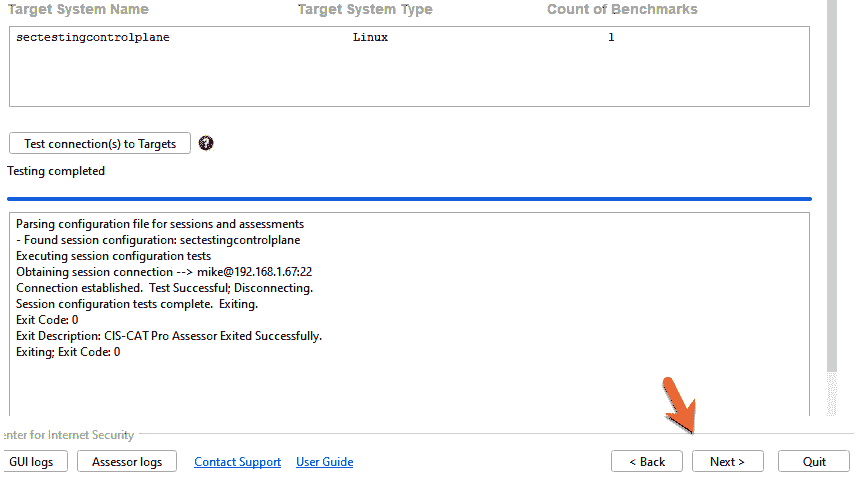 Target System Name Target System Type Count of Benchmarks
sectestingcontrolplane Linux 1
Test connection(s) to Targets ?
Testing completed
Parsing configuration file for sessions and assessments
- Found session configuration: sectestingcontrolplane
Executing session configuration tests
Obtaining session connection --> mike@192.168.1.67:22
Connection established.  Test Successful; Disconnecting.
Session configuration tests complete.  Exiting.
Exit Code: 0
Exit Description: CIS-CAT Pro Assessor Exited Successfully.
Exiting; Exit Code: 0
enter for Internet Security
GUI logs Assessor logs Contact Support User Guide < Back Next > Quit